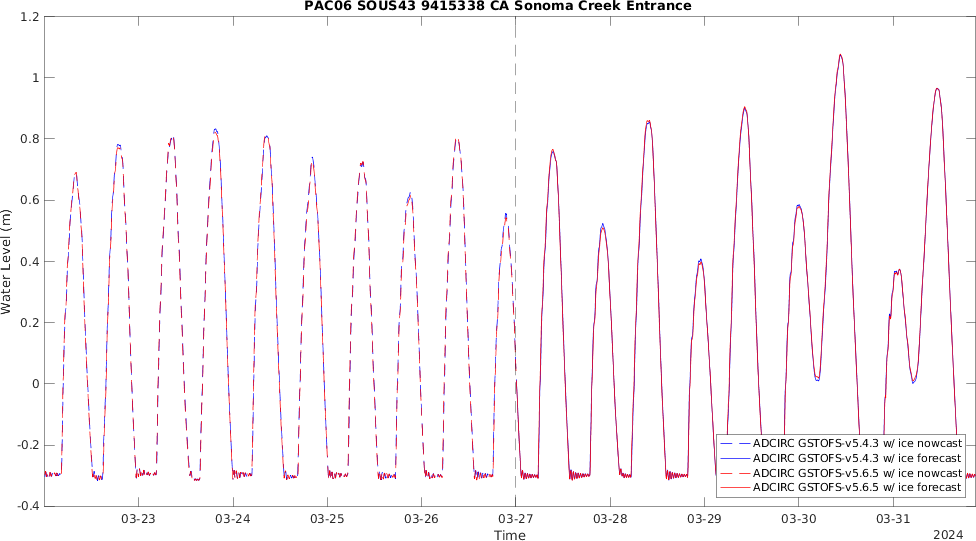 PAC06 SOUS43 9415338 CA Sonoma Creek Entrance
1.2
1
0.8
0.6
0.4
0.2
0
-0.2
-0.4
Water Level (m)
ADCIRC GSTOFS-v5.4.3 w/ ice nowcast
ADCIRC GSTOFS-v5.4.3 w/ ice forecast
ADCIRC GSTOFS-v5.6.5 w/ ice nowcast
ADCIRC GSTOFS-v5.6.5 w/ ice forecast
03-23 03-24 03-25 03-26 03-27 03-28 03-29 03-30 03-31
Time
2024